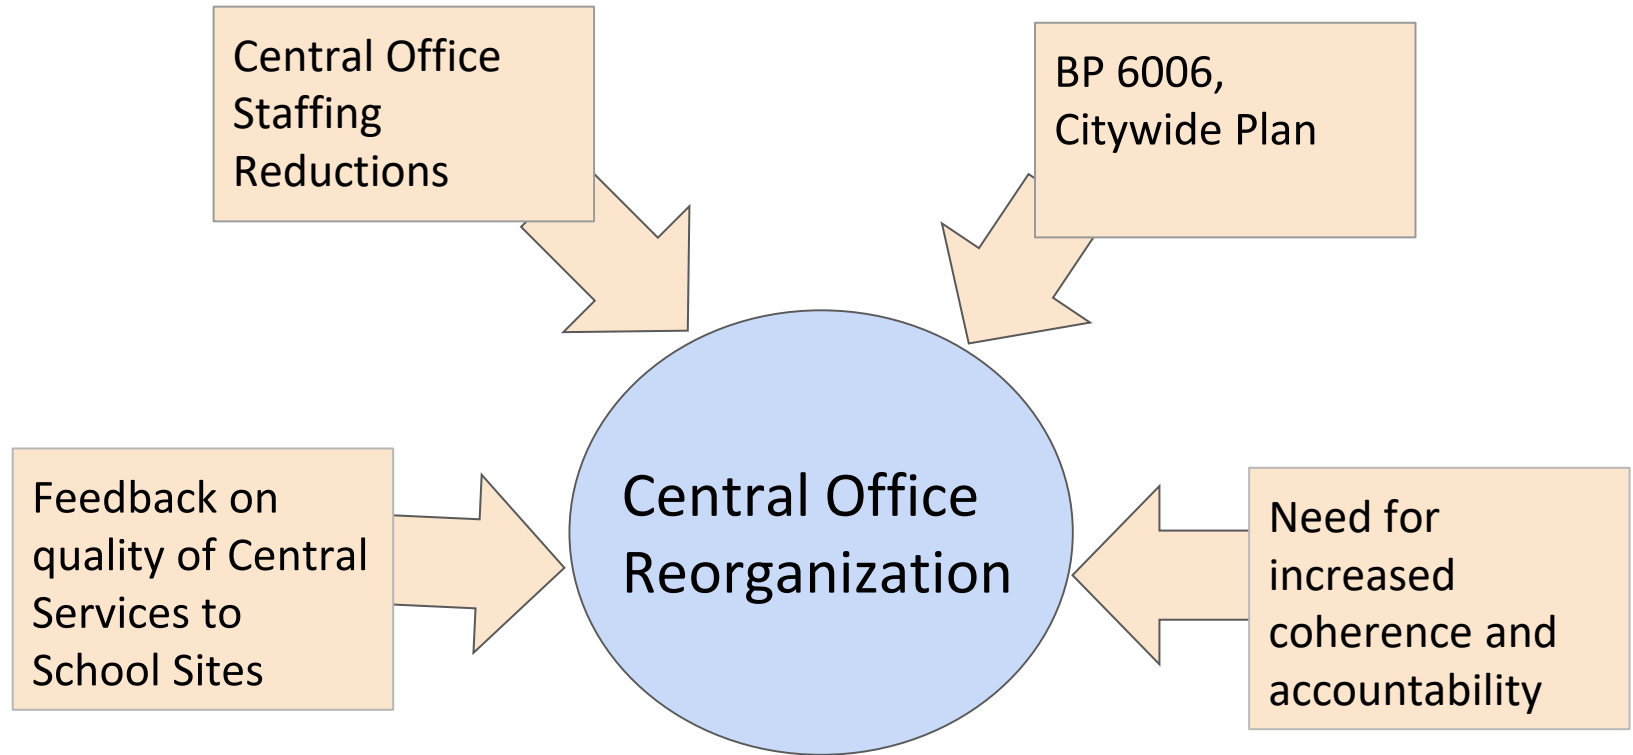 Central Office
Staffing
Reductions
BP 6006,
Citywide Plan
Feedback on
quality of Central
Services to
School Sites
Central Office
Reorganization
Need for
increased
coherence and
accountability